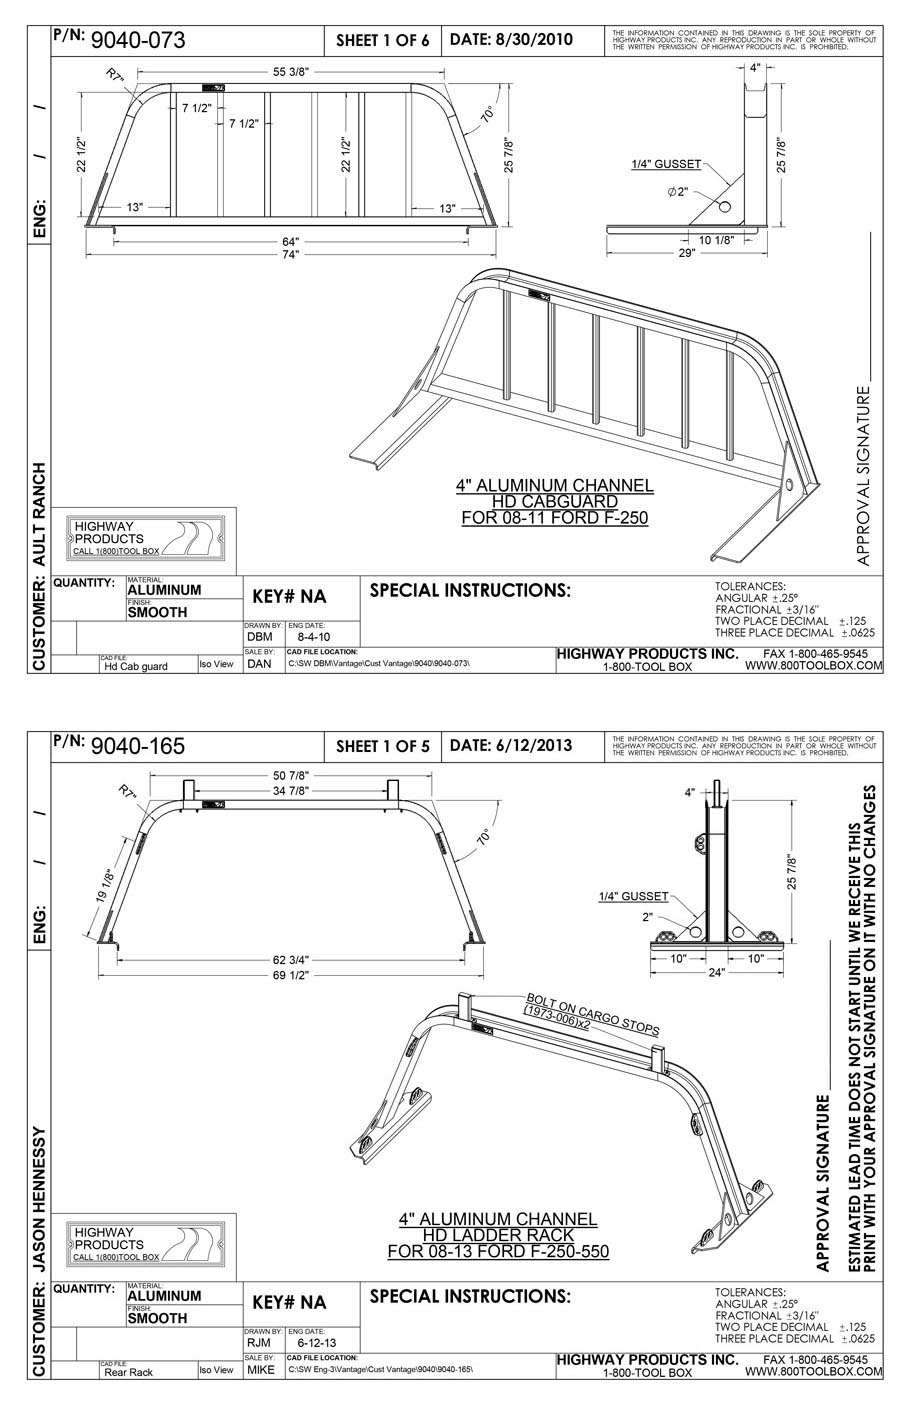 P/N: 9040-073
SHEET 1 OF 6
DATE: 8/30/2010
THE INFORMATION CONTAINED IN THIS DRAWING IS THE SOLE PROPERTY OF
HIGHWAY PRODUCTS INC. ANY REPRODUCTION IN PART OR WHOLE WITHOUT
THE WRITTEN PERMISSION OF HIGHWAY PRODUCTS INC. IS PROHIBITED.
CUSTOMER: AULT RANCH
ENG: / /
55 3/8"
R7"
7 1/2"
7 1/2"
70°
22 1/2"
22 1/2"
25 7/8"
13"
13"
64"
74"
4"
1/4" GUSSET
Ø2"
25 7/8"
10 1/8"
29"
APPROVAL SIGNATURE
4" ALUMINUM CHANNEL
HD CABGUARD
FOR 08-11 FORD F-250
HIGHWAY
PRODUCTS
CALL 1(800)TOOL BOX
QUANTITY:
MATERIAL:
ALUMINUM
FINISH:
SMOOTH
KEY# NA
SPECIAL INSTRUCTIONS:
TOLERANCES:
ANGULAR ±.25°
FRACTIONAL ±3/16"
TWO PLACE DECIMAL ±.125
THREE PLACE DECIMAL ±.0625
DRAWN BY:
DBM
ENG DATE:
8-4-10
CAD FILE:
Hd Cab guard
Iso View
SALE BY:
DAN
CAD FILE LOCATION:
C:\SW DBM\Vantage\Cust Vantage\9040\9040-073\
HIGHWAY PRODUCTS INC.
1-800-TOOL BOX
FAX 1-800-465-9545
WWW.800TOOLBOX.COM
P/N: 9040-165
SHEET 1 OF 5
DATE: 6/12/2013
THE INFORMATION CONTAINED IN THIS DRAWING IS THE SOLE PROPERTY OF
HIGHWAY PRODUCTS INC. ANY REPRODUCTION IN PART OR WHOLE WITHOUT
THE WRITTEN PERMISSION OF HIGHWAY PRODUCTS INC. IS PROHIBITED.
CUSTOMER: JASON HENNESSY
ENG: / /
50 7/8"
34 7/8"
R7"
70°
19 1/8"
62 3/4"
69 1/2"
4"
1/4" GUSSET
2"
25 7/8"
10"
10"
24"
BOLT ON CARGO STOPS
(1973-006)x2
APPROVAL SIGNATURE
ESTIMATED LEAD TIME DOES NOT START UNTIL WE RECEIVE THIS
PRINT WITH YOUR APPROVAL SIGNATURE ON IT WITH NO CHANGES
4" ALUMINUM CHANNEL
HD LADDER RACK
FOR 08-13 FORD F-250-550
HIGHWAY
PRODUCTS
CALL 1(800)TOOL BOX
QUANTITY:
MATERIAL:
ALUMINUM
FINISH:
SMOOTH
KEY# NA
SPECIAL INSTRUCTIONS:
TOLERANCES:
ANGULAR ±.25°
FRACTIONAL ±3/16"
TWO PLACE DECIMAL ±.125
THREE PLACE DECIMAL ±.0625
DRAWN BY:
RJM
ENG DATE:
6-12-13
CAD FILE:
Rear Rack
Iso View
SALE BY:
MIKE
CAD FILE LOCATION:
C:\SW Eng-3\Vantage\Cust Vantage\9040\9040-165\
HIGHWAY PRODUCTS INC.
1-800-TOOL BOX
FAX 1-800-465-9545
WWW.800TOOLBOX.COM